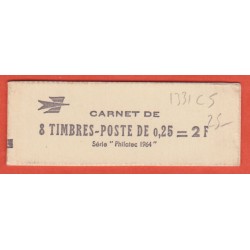 CARNET DE
1331 C5
8 TIMBRES-POSTE DE 0,25 = 2 F
25-
Série "Philatec 1964"